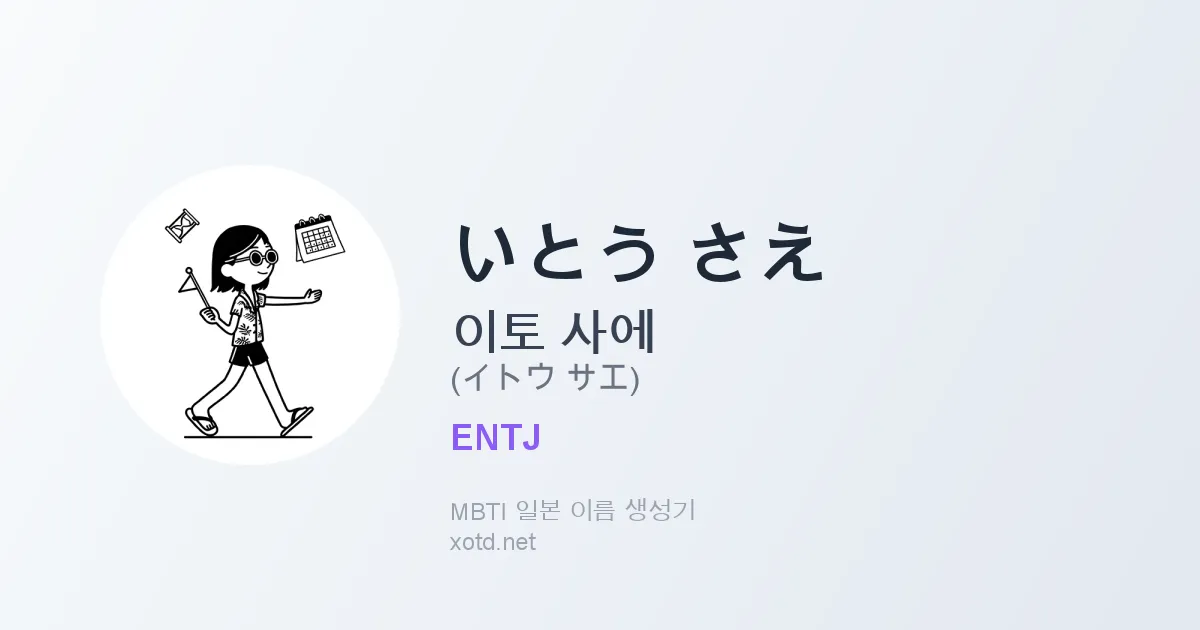 いとう さえ
이토 사에
(イトウ サエ)
ENTJ
MBTI 일본 이름 생성기
xotd.net